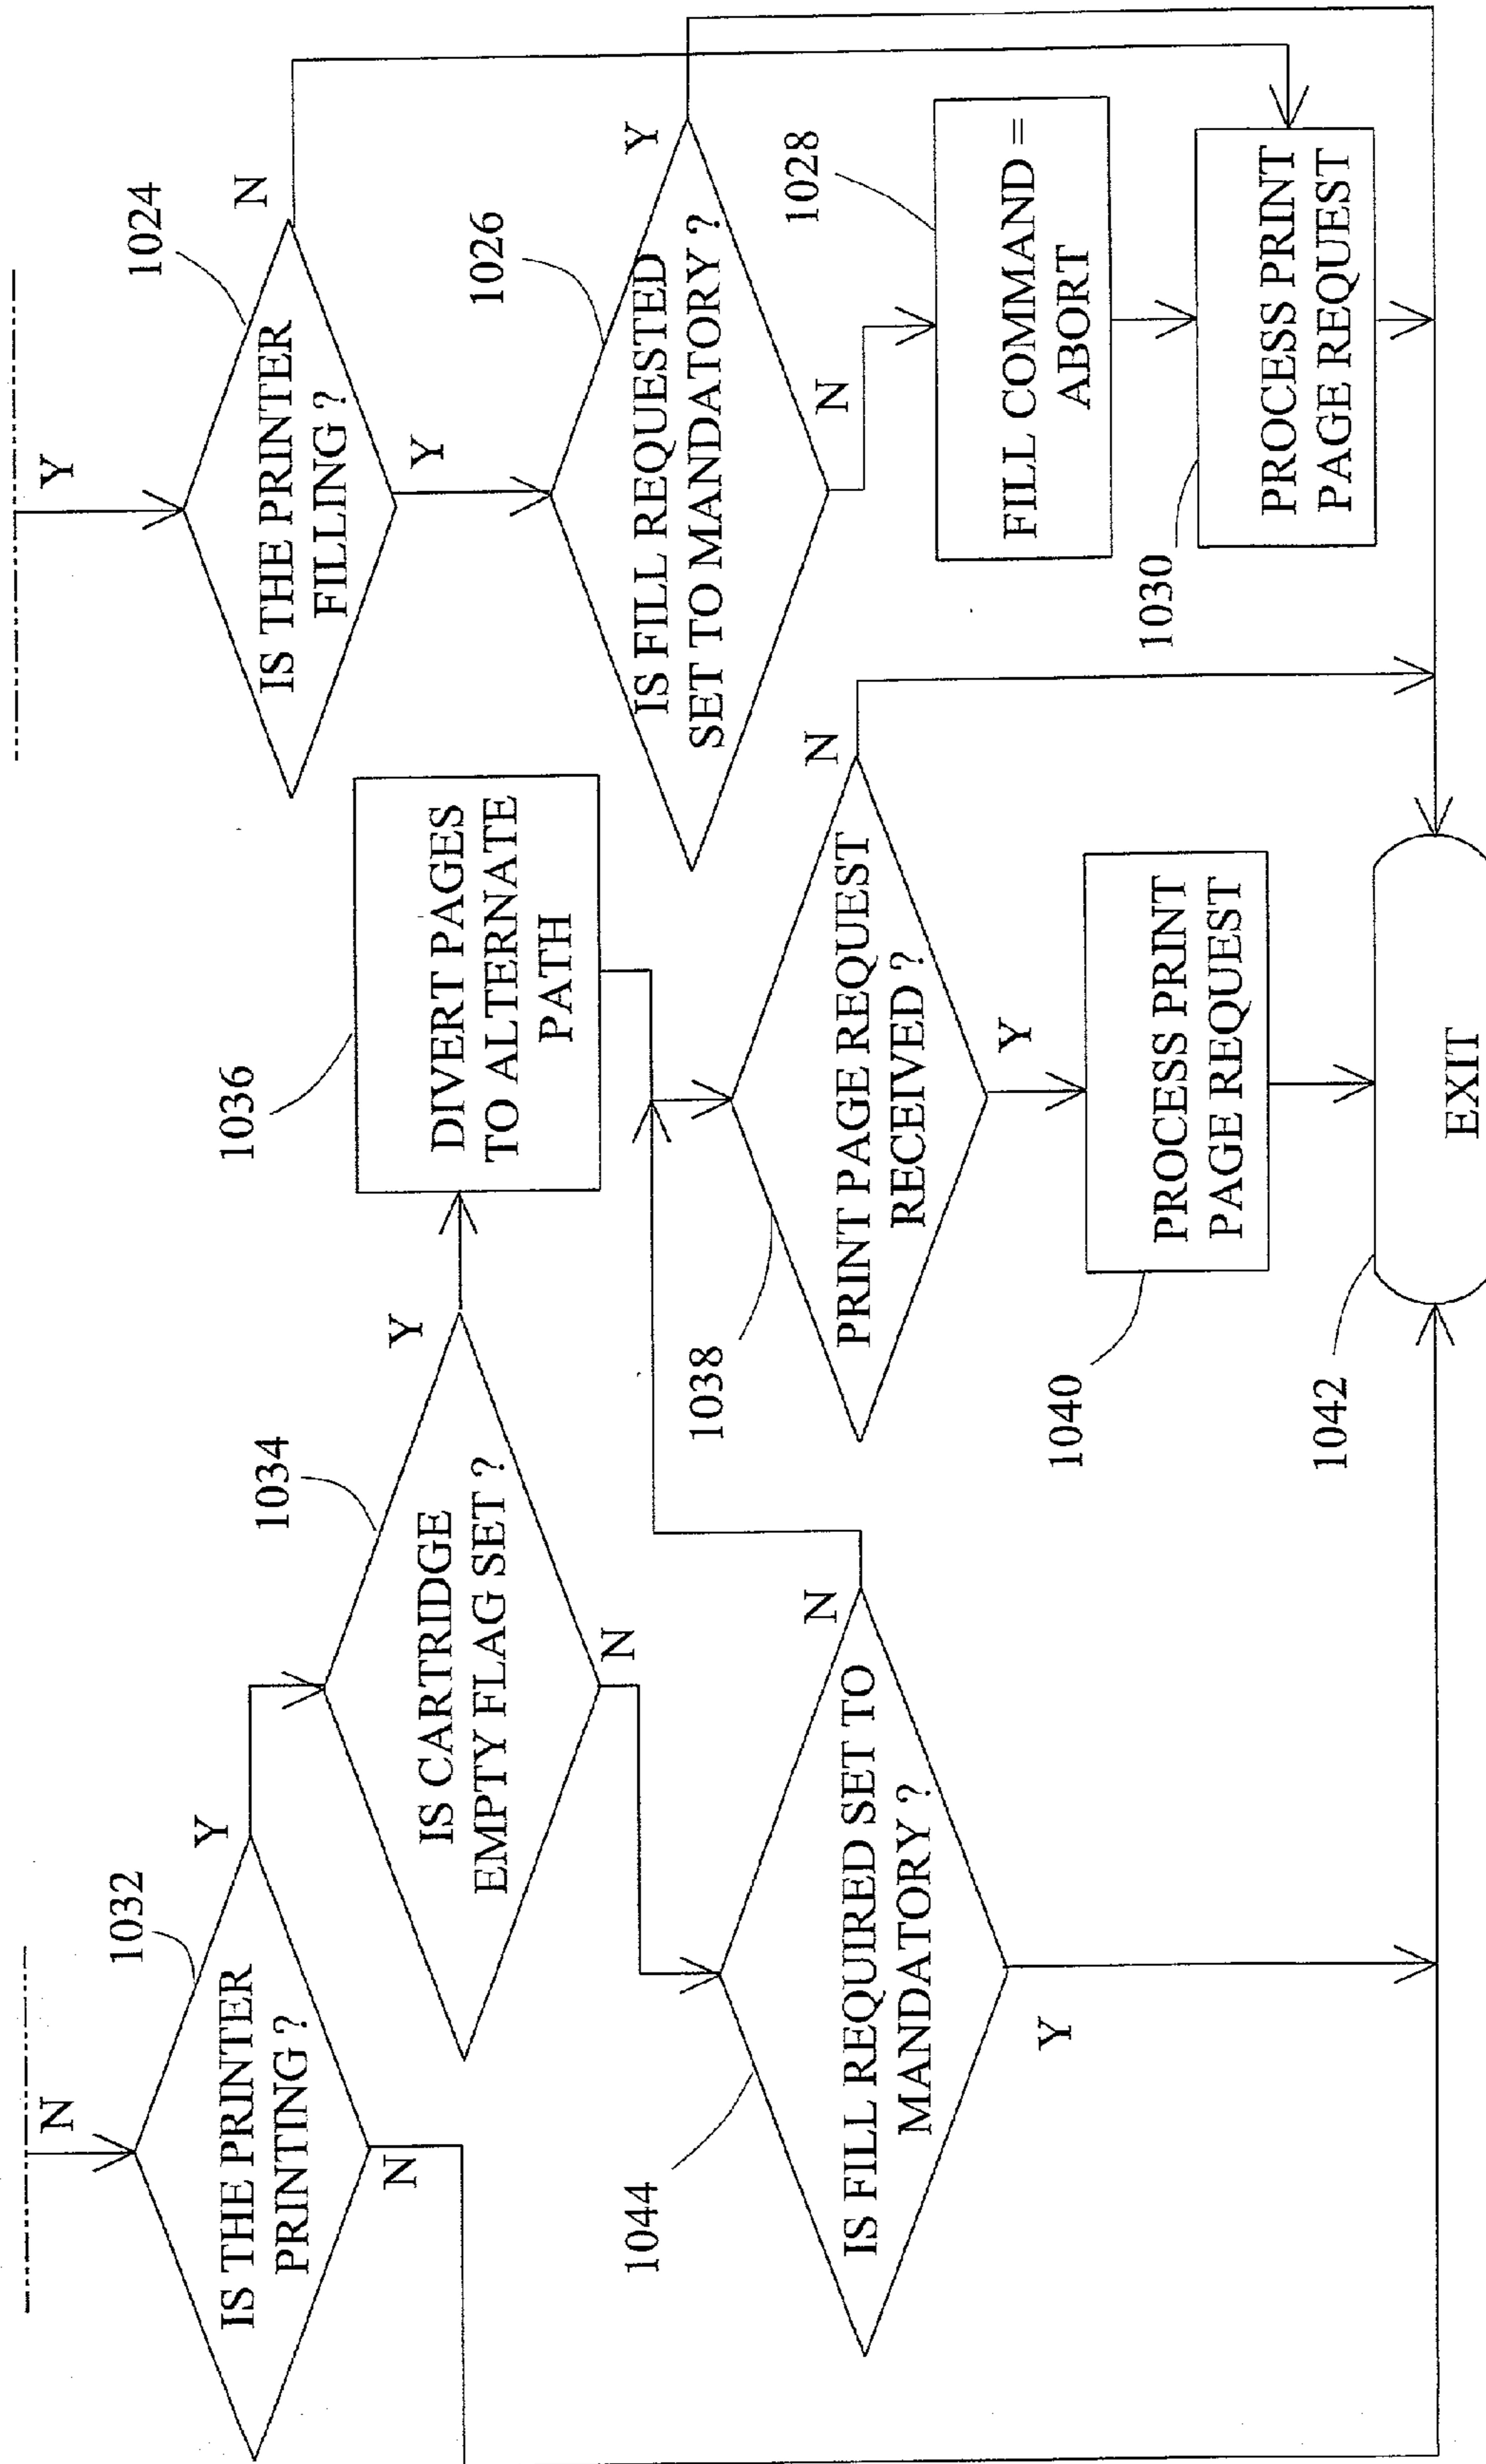 N
1032
IS THE PRINTER
PRINTING ?
Y
N
1034
IS CARTRIDGE
EMPTY FLAG SET ?
Y
N
1036
DIVERT PAGES
TO ALTERNATE
PATH
1044
IS FILL REQUIRED SET TO
MANDATORY ?
N
Y
1038
PRINT PAGE REQUEST
RECEIVED ?
N
Y
1040
PROCESS PRINT
PAGE REQUEST
1042
EXIT
Y
1024
IS THE PRINTER
FILLING ?
N
Y
1026
IS FILL REQUESTED
SET TO MANDATORY ?
Y
N
1028
FILL COMMAND =
ABORT
1030
PROCESS PRINT
PAGE REQUEST